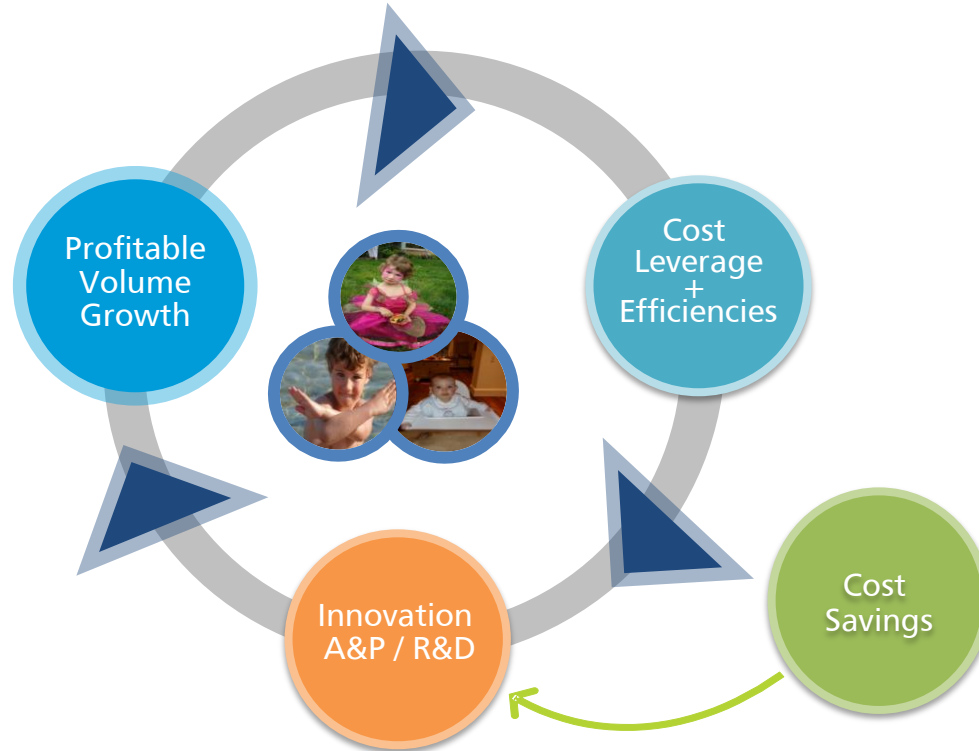 Profitable
Volume
Growth
Cost
Leverage
+
Efficiencies
Innovation
A&P / R&D
Cost
Savings